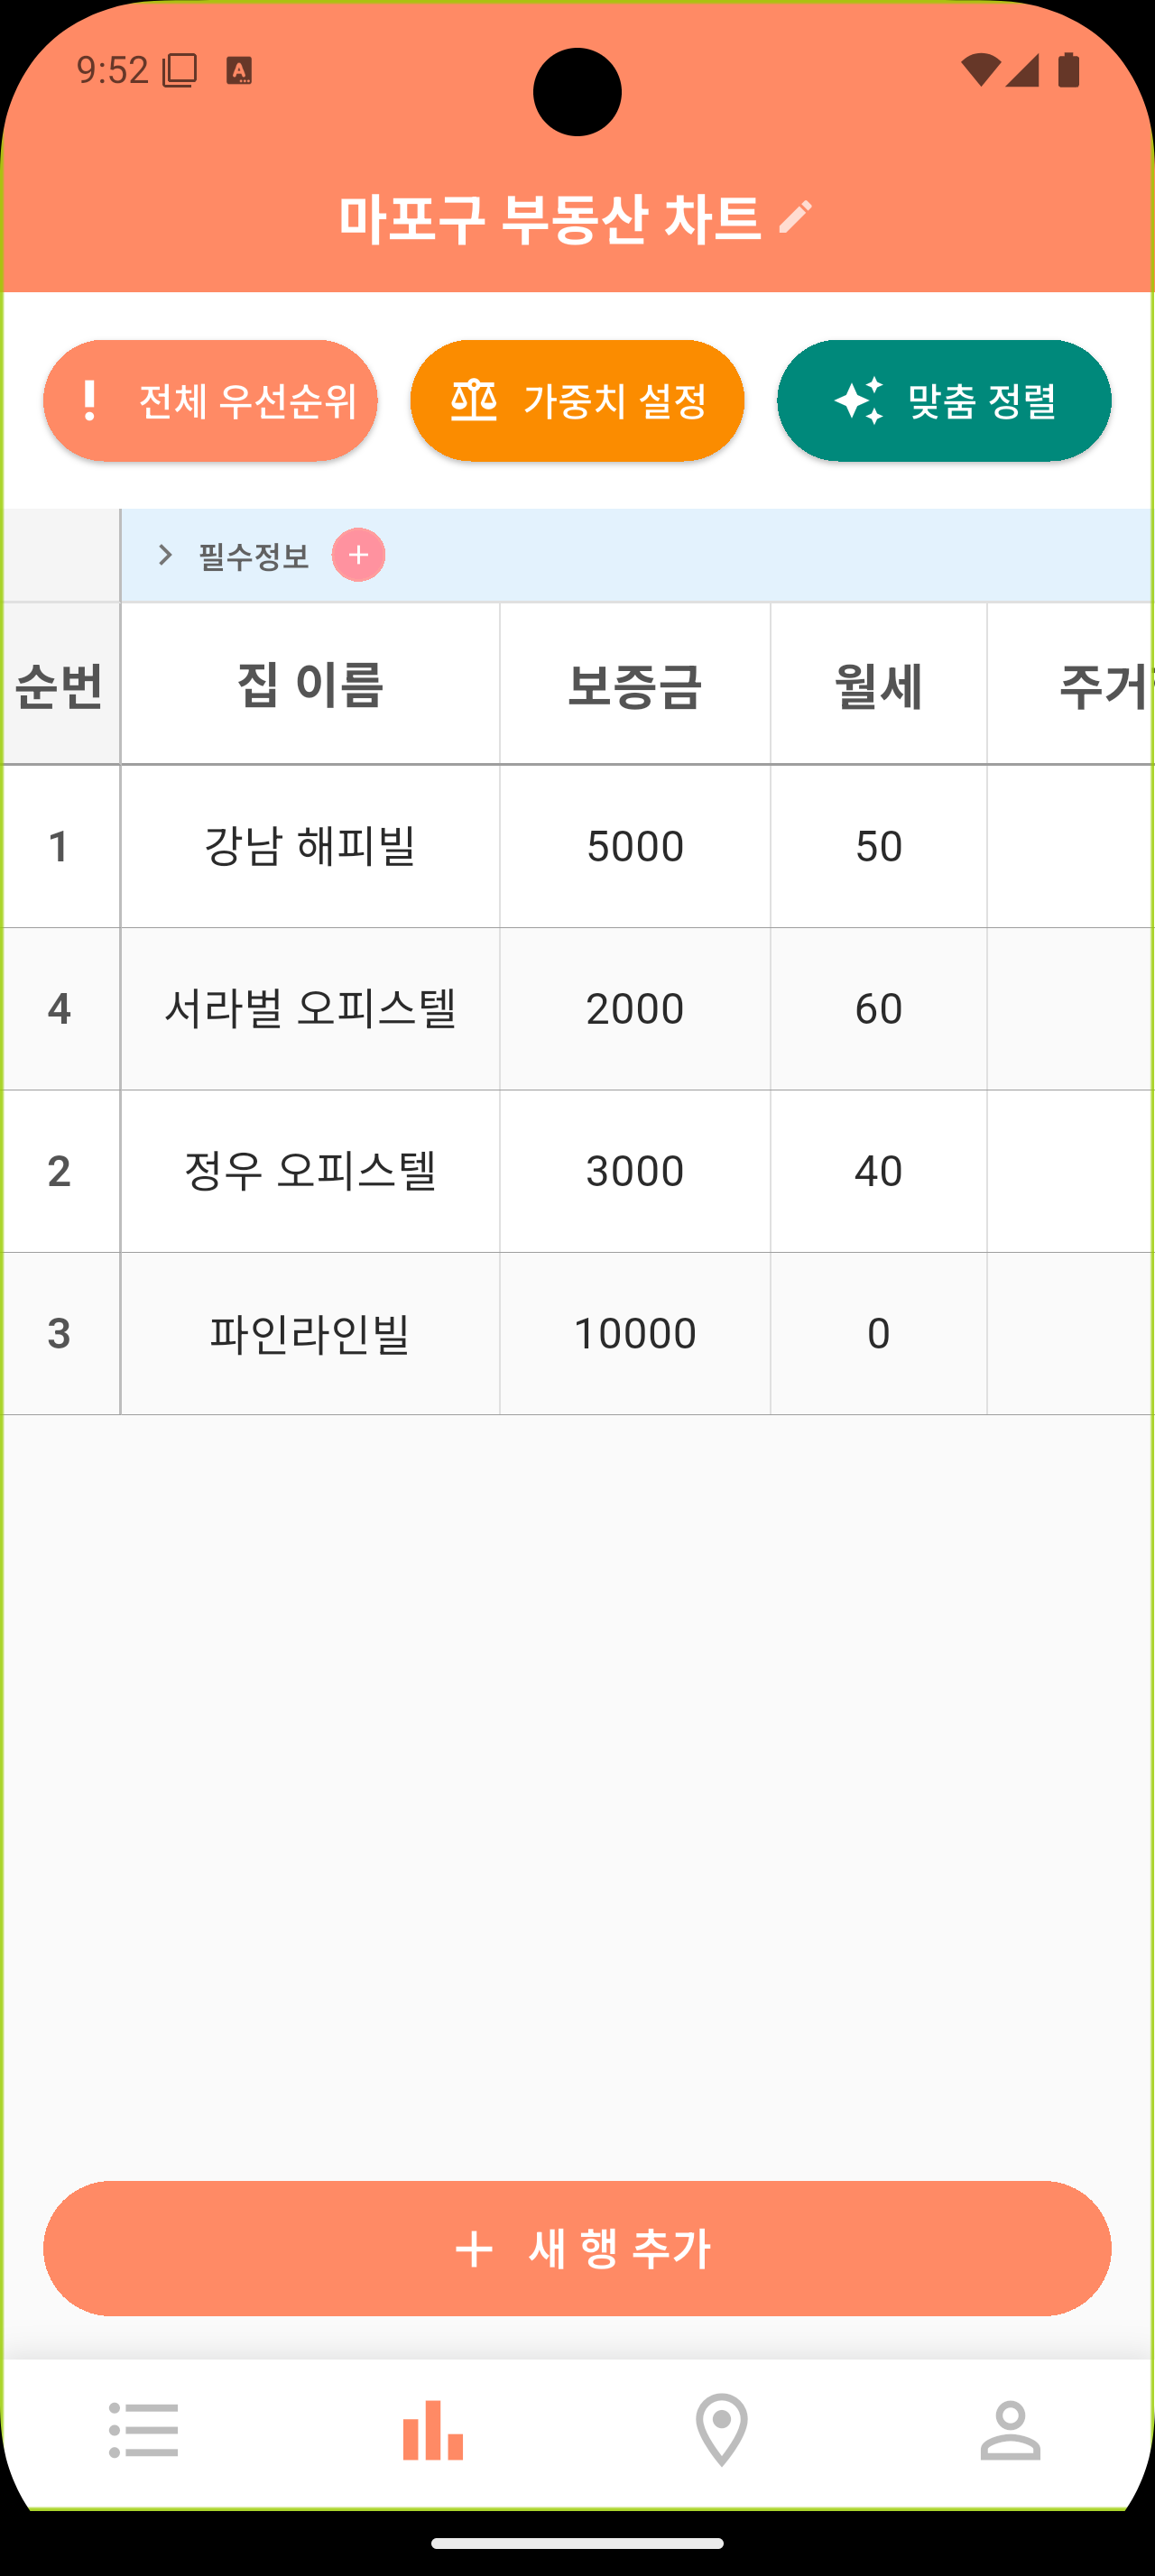 9:52
마포구 부동산 차트
전체 우선순위 가중치 설정 맞춤 정렬
필수정보
순번 집 이름 보증금 월세 주거
1 강남 해피빌 5000 50
4 서라벌 오피스텔 2000 60
2 정우 오피스텔 3000 40
3 파인라인빌 10000 0
새 행 추가